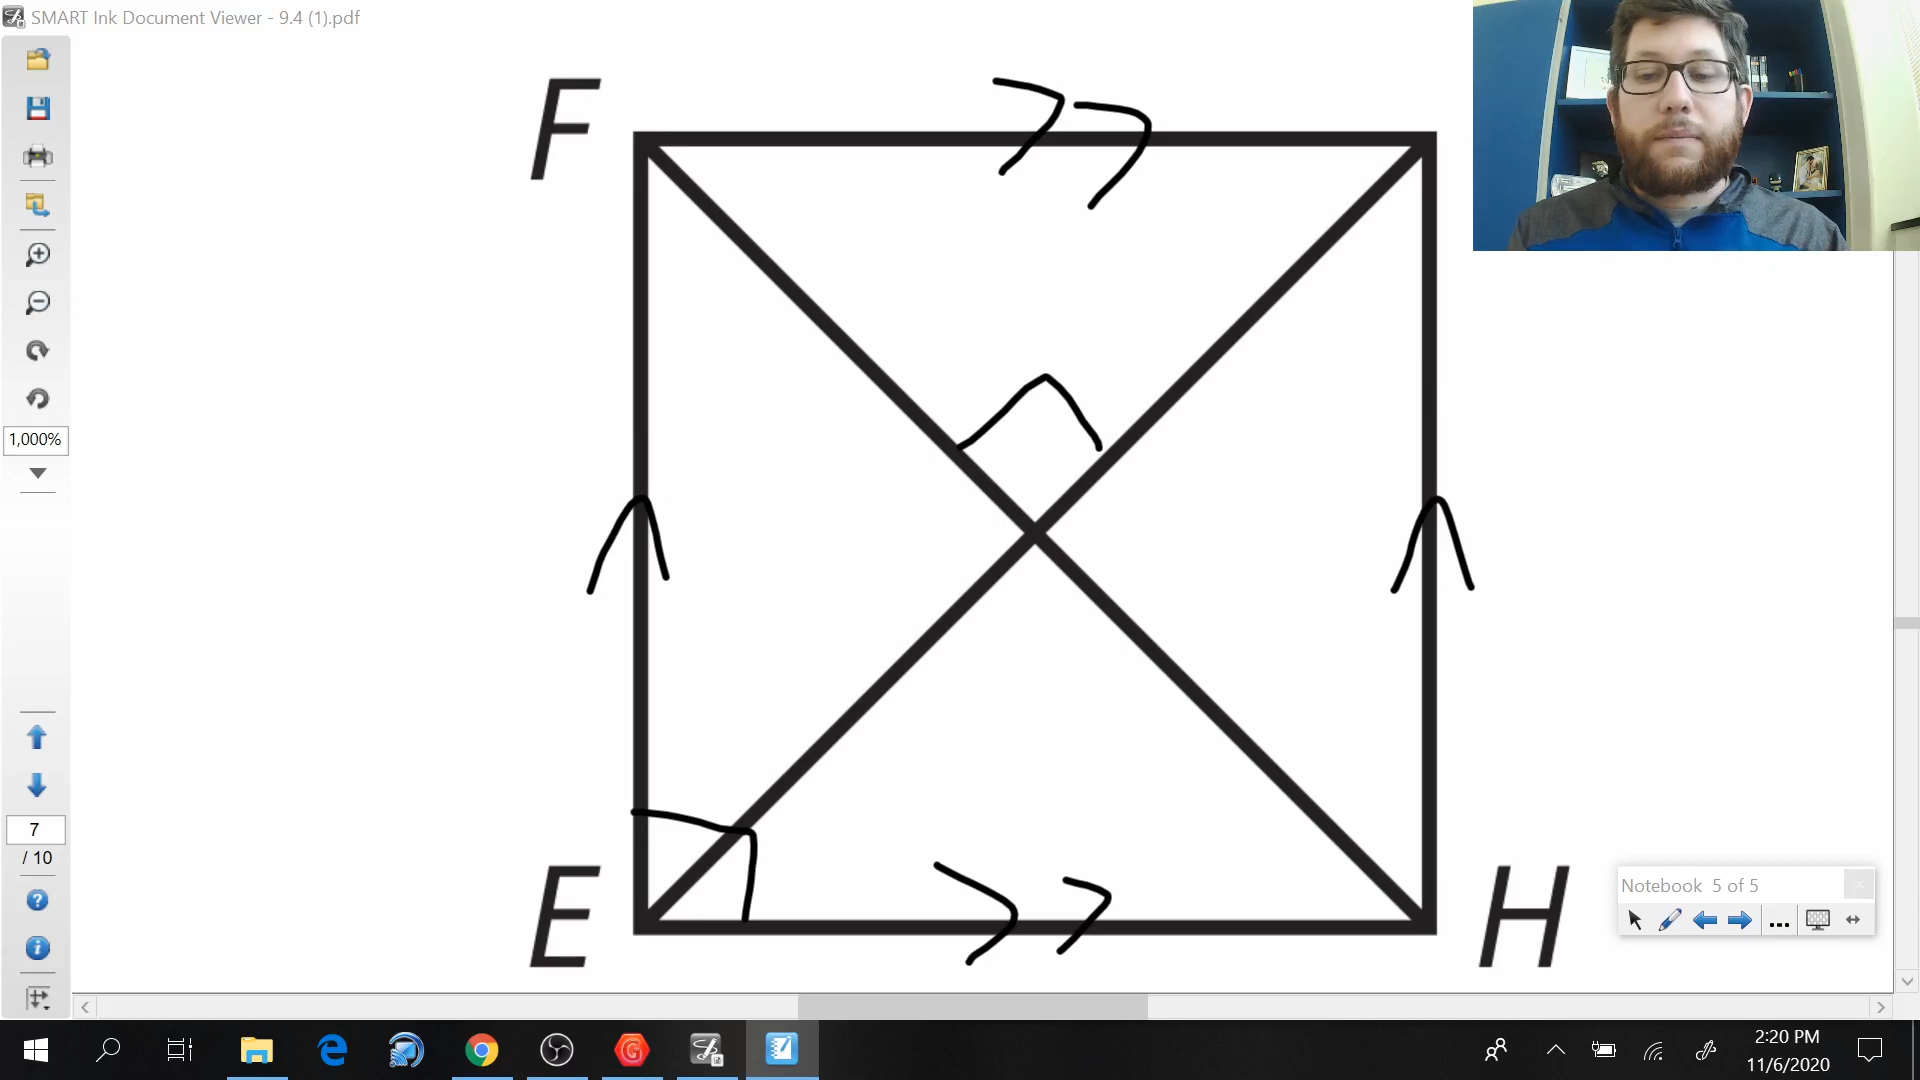 SMART Ink Document Viewer - 9.4 (1).pdf
F
1,000%
7
/ 10
E
H
Notebook 5 of 5
2:20 PM
11/6/2020